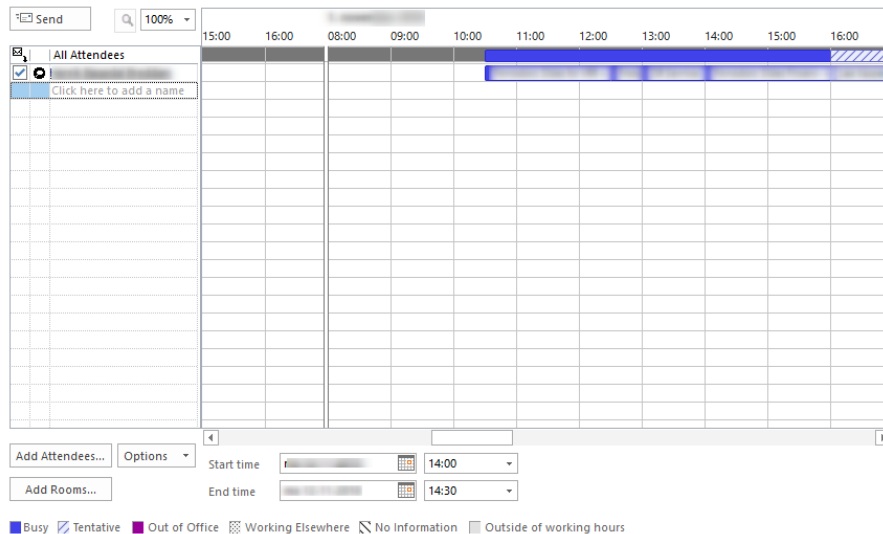 Send
100%
15:00 16:00 08:00 09:00 10:00 11:00 12:00 13:00 14:00 15:00 16:00
All Attendees
Click here to add a name
Add Attendees... Options
Start time 14:00
Add Rooms...
End time 14:30
Busy Tentative Out of Office Working Elsewhere No Information Outside of working hours